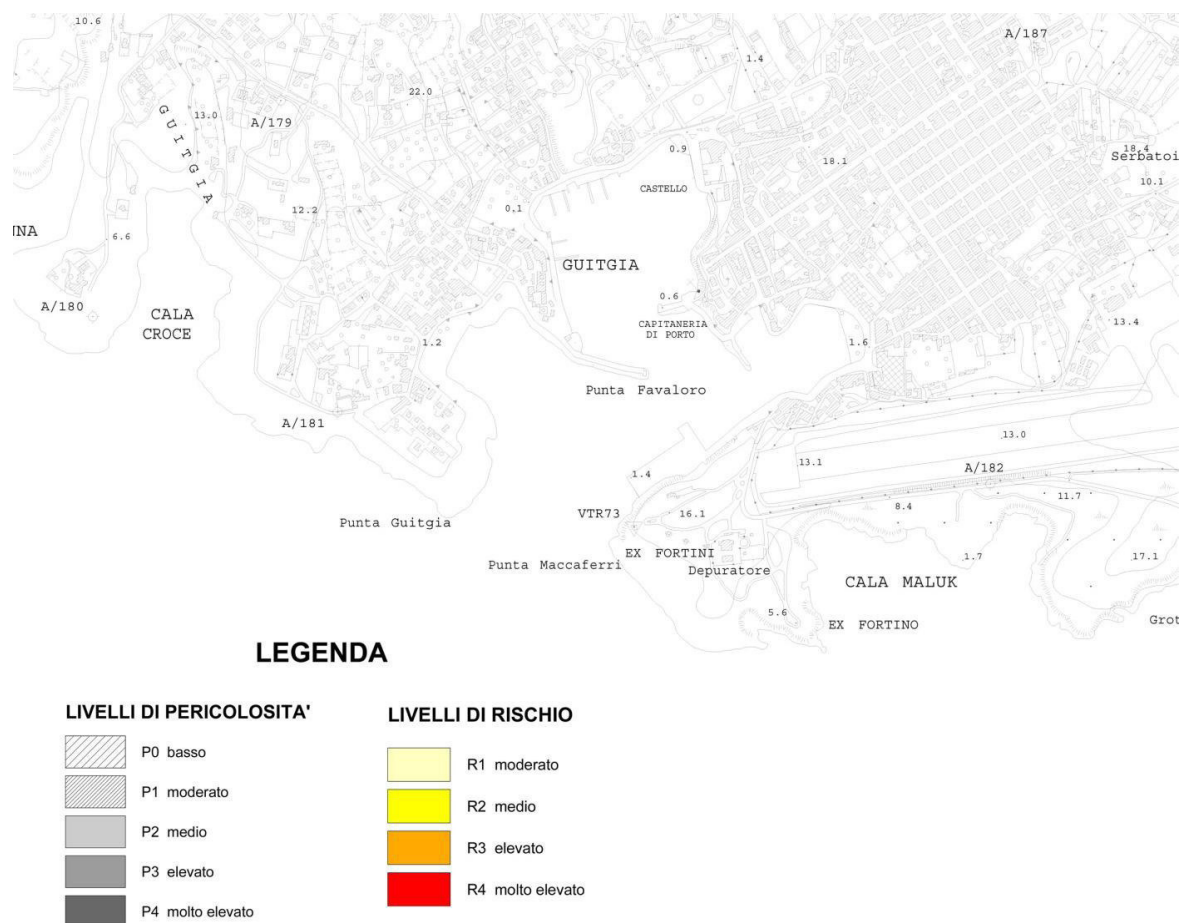 10.6
A/187
1.4
22.0
13.0
A/179
GUITGIA
0.9
18.1
18.4
Serbatoi
CASTELLO
10.1
12.2
0.1
NNA
6.6
GUITGIA
A/180
0.6
CALA
CROCE
CAPITANERIA
DI PORTO
13.4
1.2
1.6
Punta Favaloro
A/181
13.0
13.1
A/182
1.4
11.7
8.4
VTR73
16.1
Punta Guitgia
EX FORTINI
1.7
17.1
Punta Maccaferri
Depuratore
CALA MALUK
5.6
EX FORTINO
Grot
LEGENDA
LIVELLI DI PERICOLOSITA'
P0 basso
P1 moderato
P2 medio
P3 elevato
P4 molto elevato
LIVELLI DI RISCHIO
R1 moderato
R2 medio
R3 elevato
R4 molto elevato